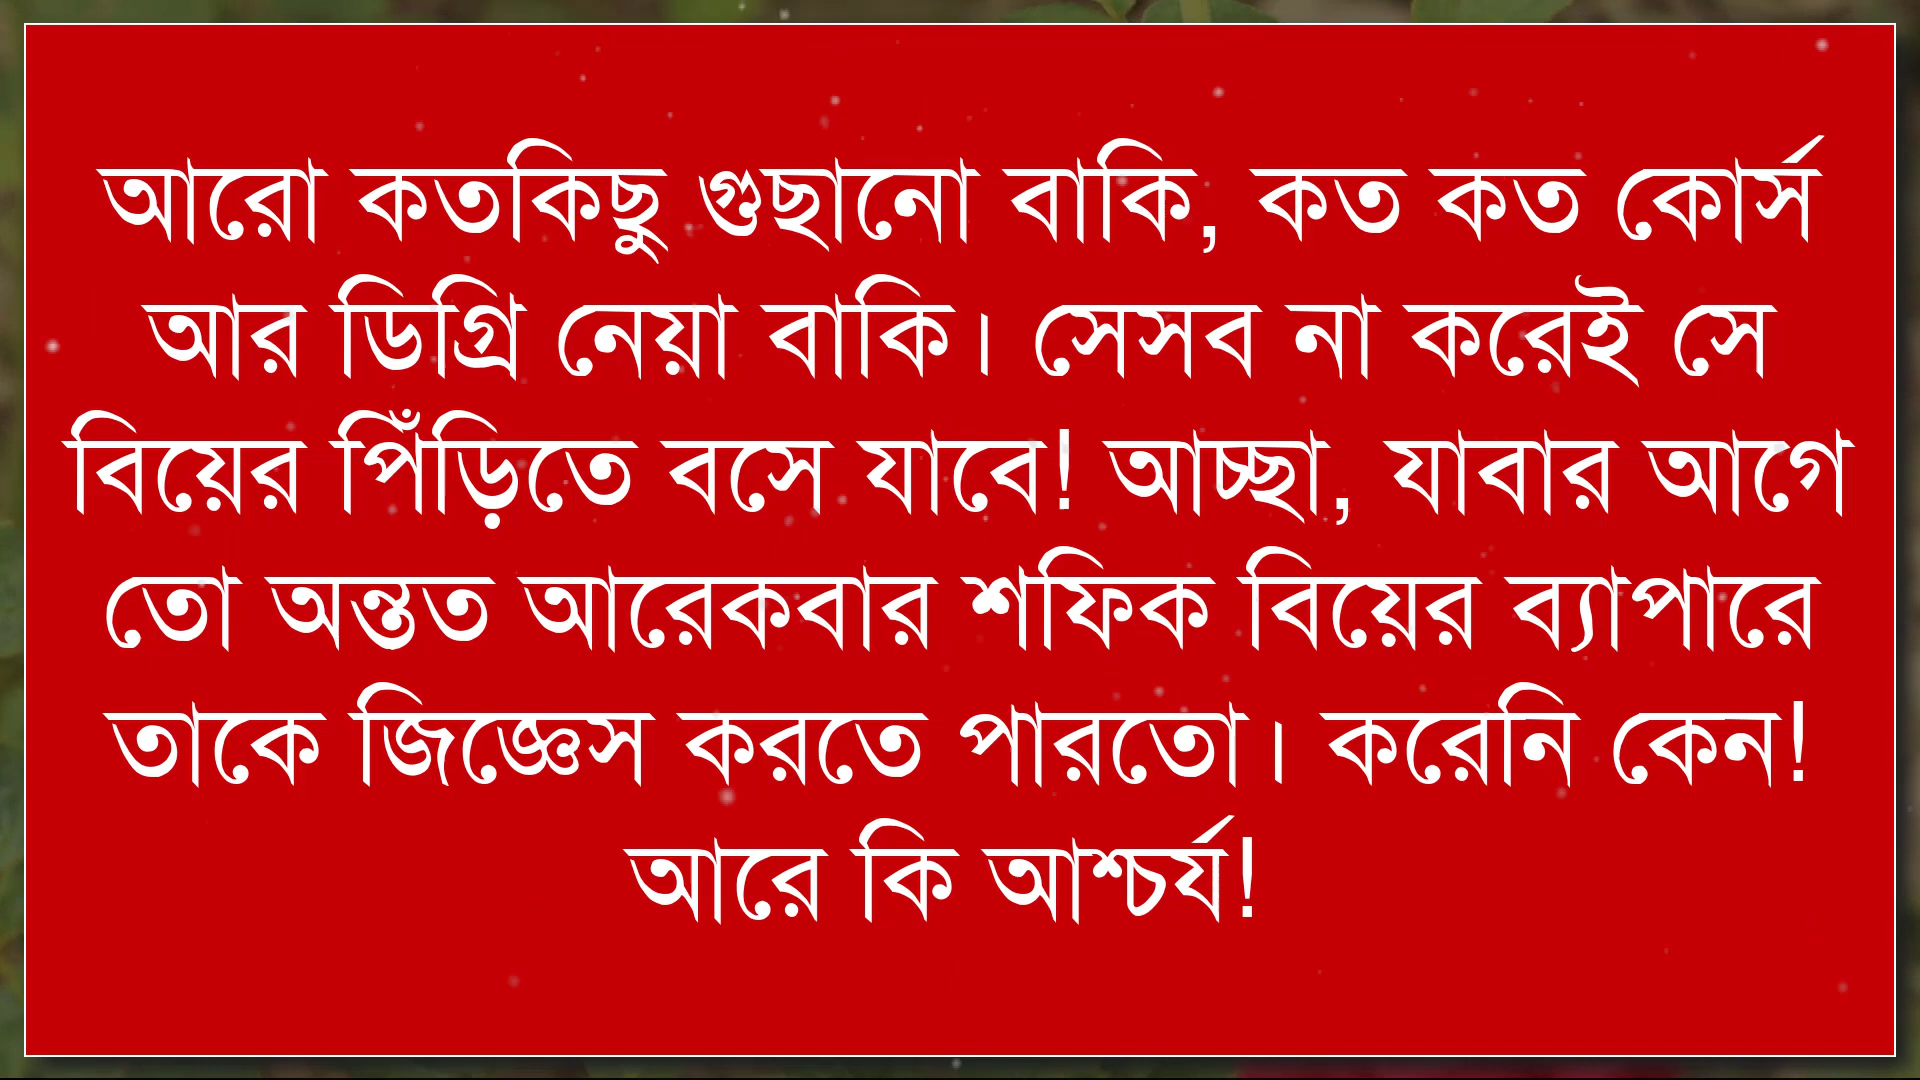 আরো কতকিছু গুছানো বাকি, কত কত কোর্স
আর ডিগ্রি নেয়া বাকি। সেসব না করেই সে
বিয়ের পিঁড়িতে বসে যাবে! আচ্ছা, যাবার আগে
তো অন্তত আরেকবার শফিক বিয়ের ব্যাপারে
তাকে জিজ্ঞেস করতে পারতো। করেনি কেন!
আরে কি আশ্চর্য!